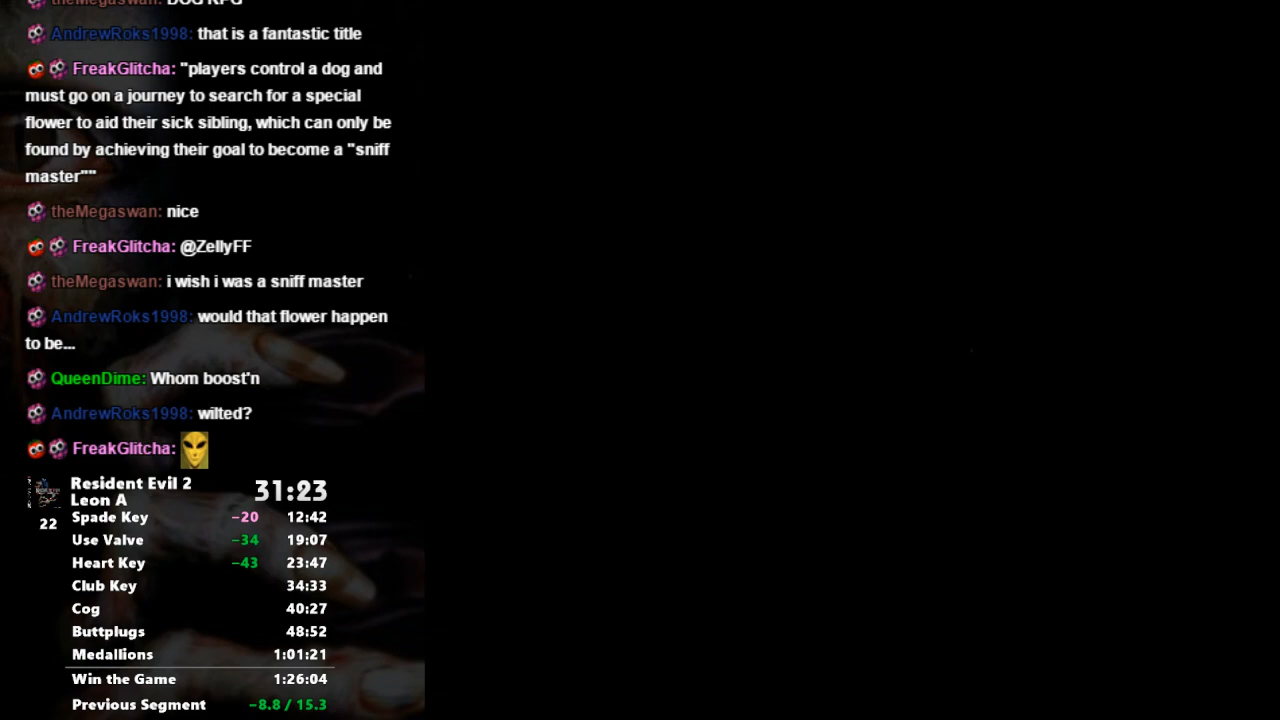 theMegaswan: DOG RPG
AndrewRoks1998: that is a fantastic title
FreakGlitcha: "players control a dog and
must go on a journey to search for a special
flower to aid their sick sibling, which can only be
found by achieving their goal to become a "sniff
master""
theMegaswan: nice
FreakGlitcha: @ZellyFF
theMegaswan: i wish i was a sniff master
AndrewRoks1998: would that flower happen
to be...
QueenDime: Whom boost'n
AndrewRoks1998: wilted?
FreakGlitcha:
Resident Evil 2
Leon A
31:23
22
Spade Key -20 12:42
Use Valve -34 19:07
Heart Key -43 23:47
Club Key 34:33
Cog 40:27
Buttplugs 48:52
Medallions 1:01:21
Win the Game 1:26:04
Previous Segment -8.8 / 15.3